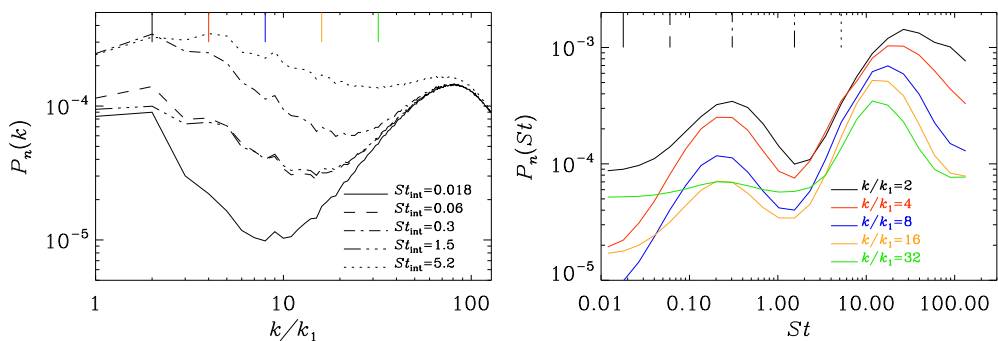 P_n(k)
10^{-4}
10^{-5}
St_int=0.018
St_int=0.06
St_int=0.3
St_int=1.5
St_int=5.2
1 10 100
k/k_1
P_n(St)
10^{-3}
10^{-4}
10^{-5}
k/k_1=2
k/k_1=4
k/k_1=8
k/k_1=16
k/k_1=32
0.01 0.10 1.00 10.00 100.00
St